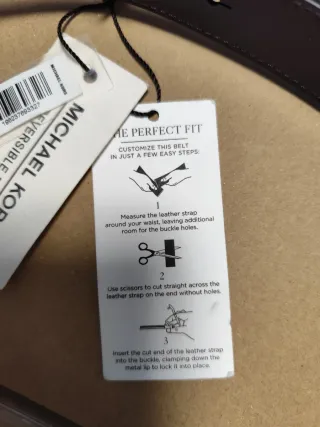 MICHAEL KOR
EVERSIBLE
THE PERFECT FIT
CUSTOMIZE THIS BELT
IN JUST A FEW EASY STEPS:
1
Measure the leather strap
around your waist, leaving additional
room for the buckle holes.
2
Use scissors to cut straight across the
leather strap on the end without holes.
3
Insert the cut end of the leather strap
into the buckle, clamping down the
metal lip to lock it into place.